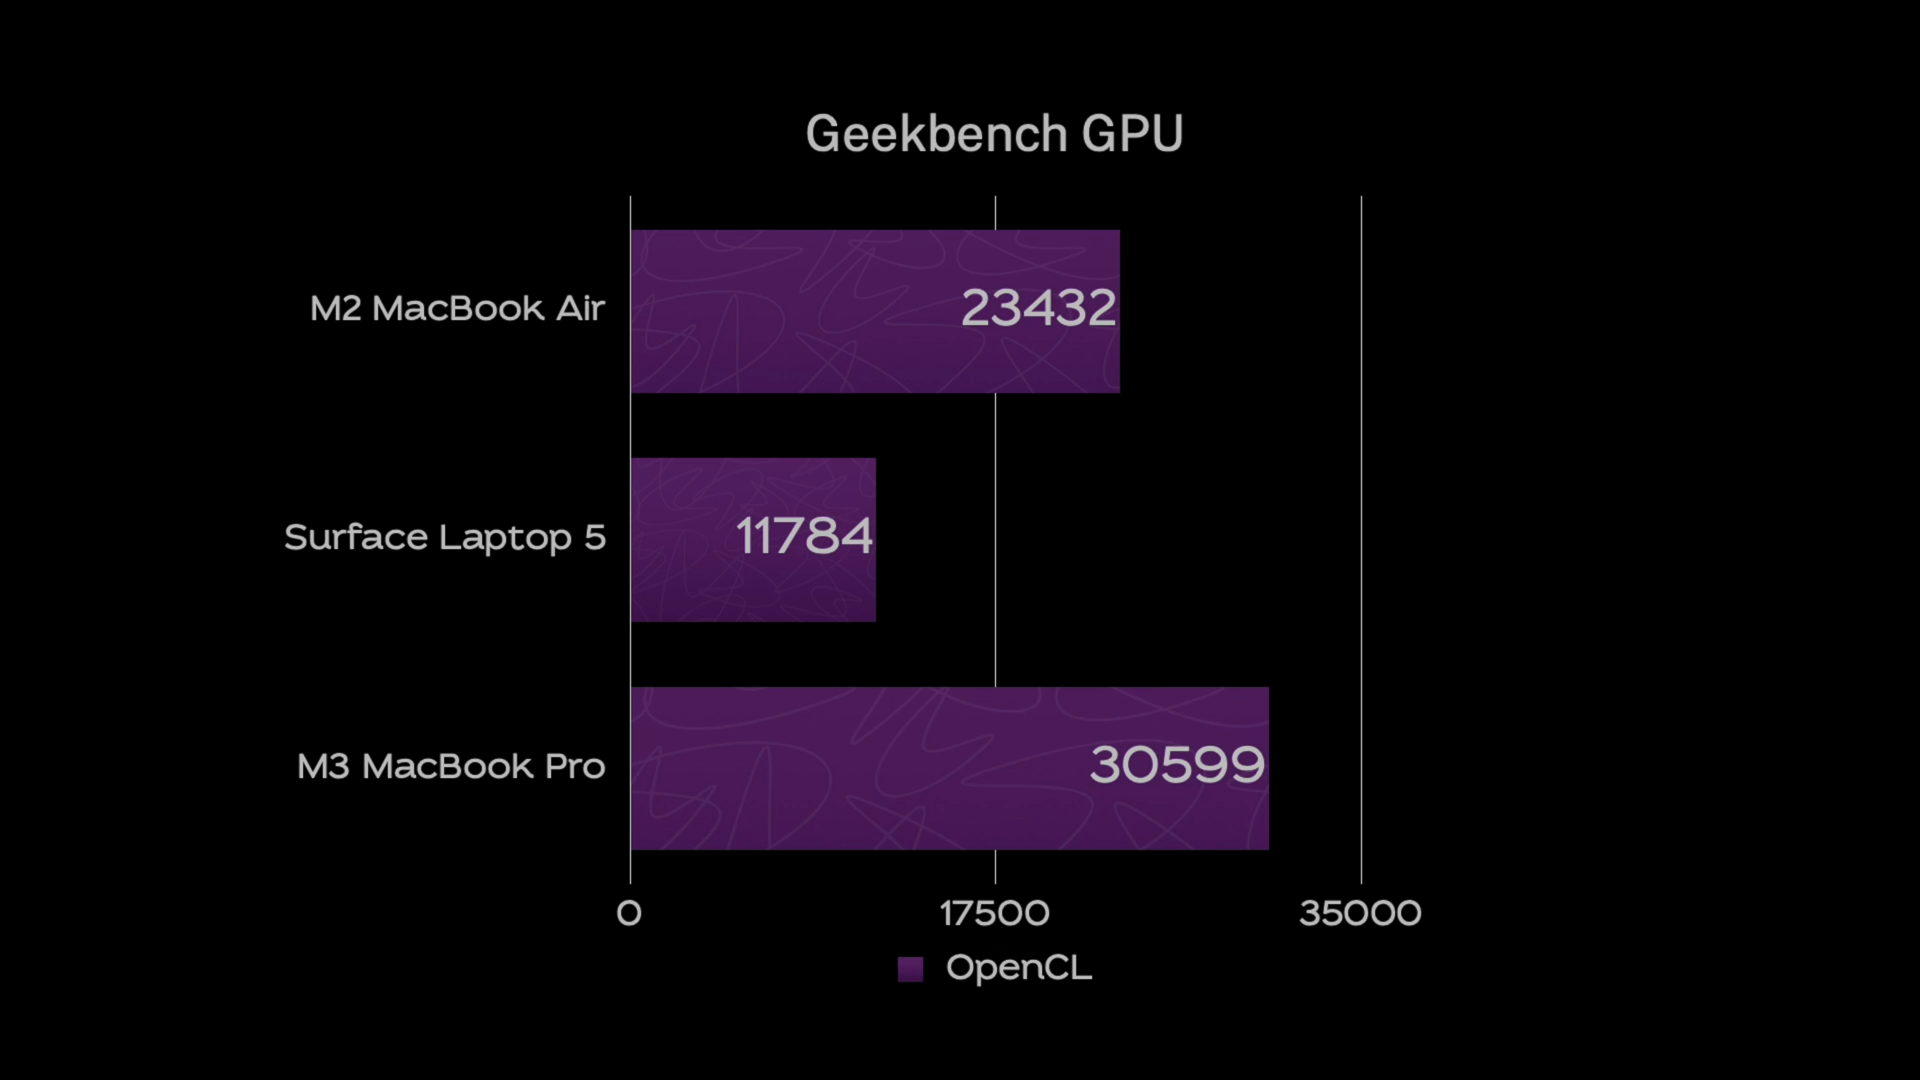 Geekbench GPU
M2 MacBook Air
23432
Surface Laptop 5
11784
M3 MacBook Pro
30599
0 17500 35000
OpenCL